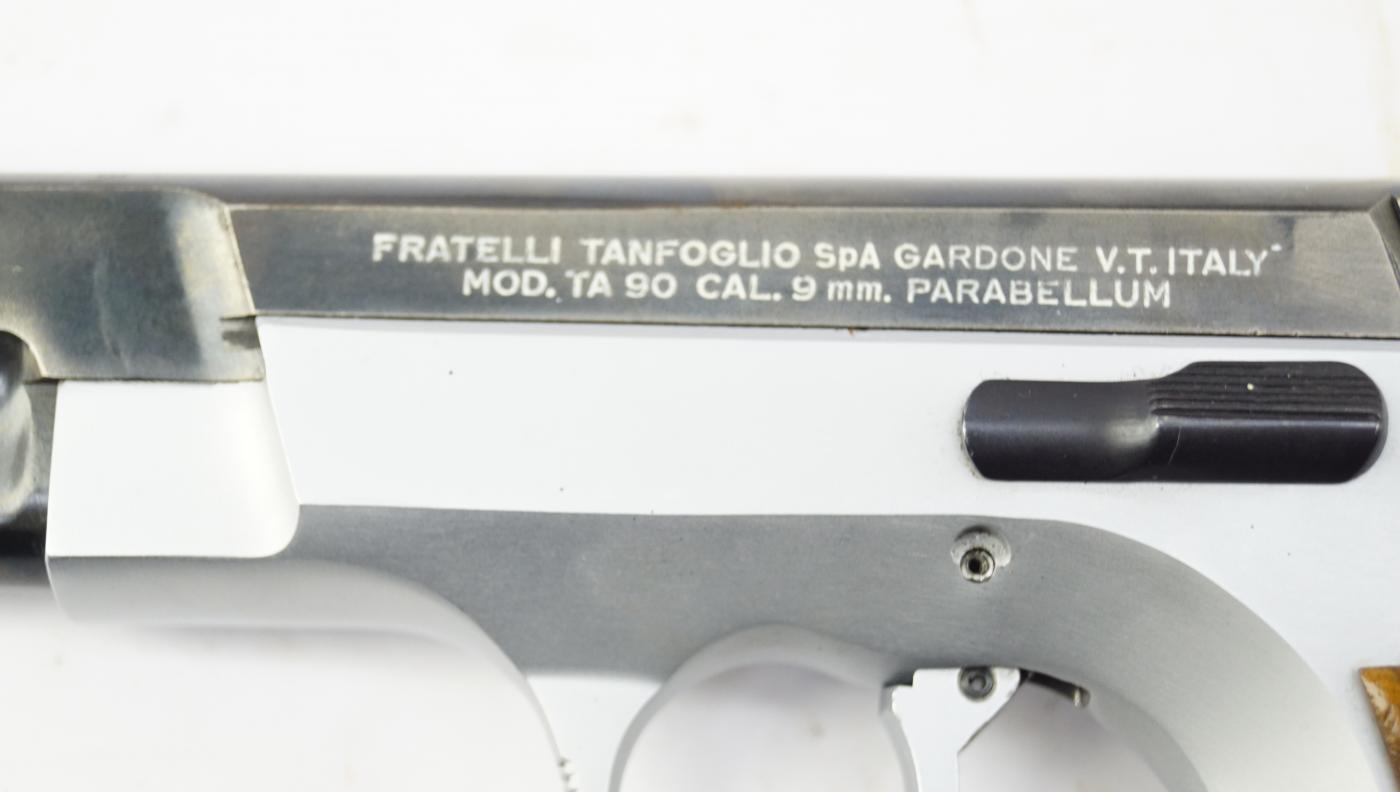 FRATELLI TANFOGLIO SpA GARDONE V.T. ITALY
MOD. TA 90 CAL. 9 mm. PARABELLUM